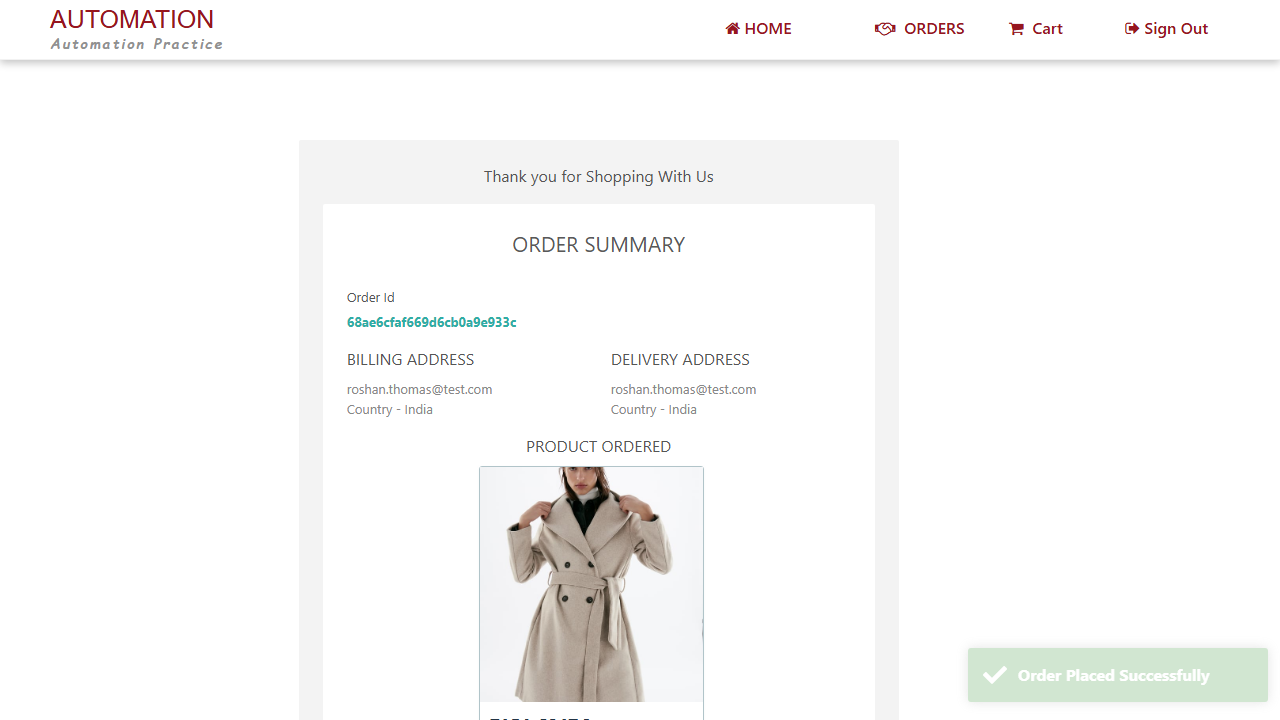 AUTOMATION
Automation Practice
HOME
ORDERS
Cart
Sign Out
Thank you for Shopping With Us
ORDER SUMMARY
Order Id
68ae6cfaf669d6cb0a9e933c
BILLING ADDRESS
roshan.thomas@test.com
Country - India
DELIVERY ADDRESS
roshan.thomas@test.com
Country - India
PRODUCT ORDERED
Order Placed Successfully